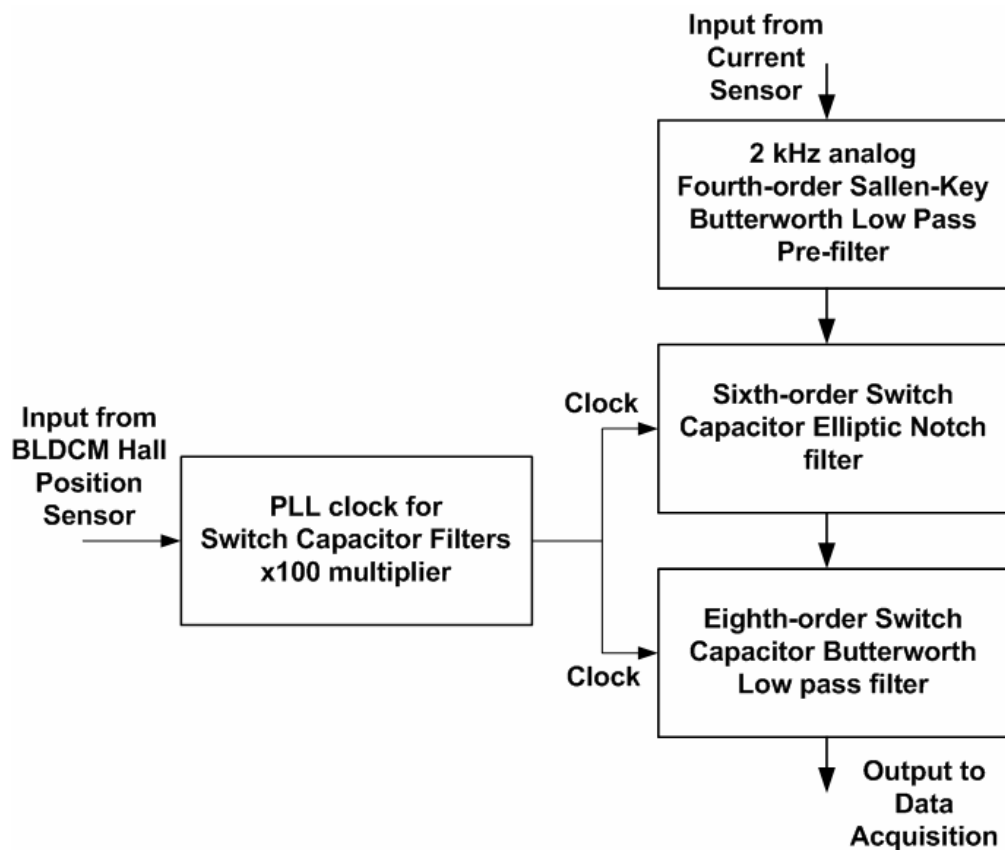 Input from
Current
Sensor
2 kHz analog
Fourth-order Sallen-Key
Butterworth Low Pass
Pre-filter
Sixth-order Switch
Capacitor Elliptic Notch
filter
Clock
Input from
BLDCM Hall
Position
Sensor
PLL clock for
Switch Capacitor Filters
x100 multiplier
Clock
Eighth-order Switch
Capacitor Butterworth
Low pass filter
Output to
Data
Acquisition